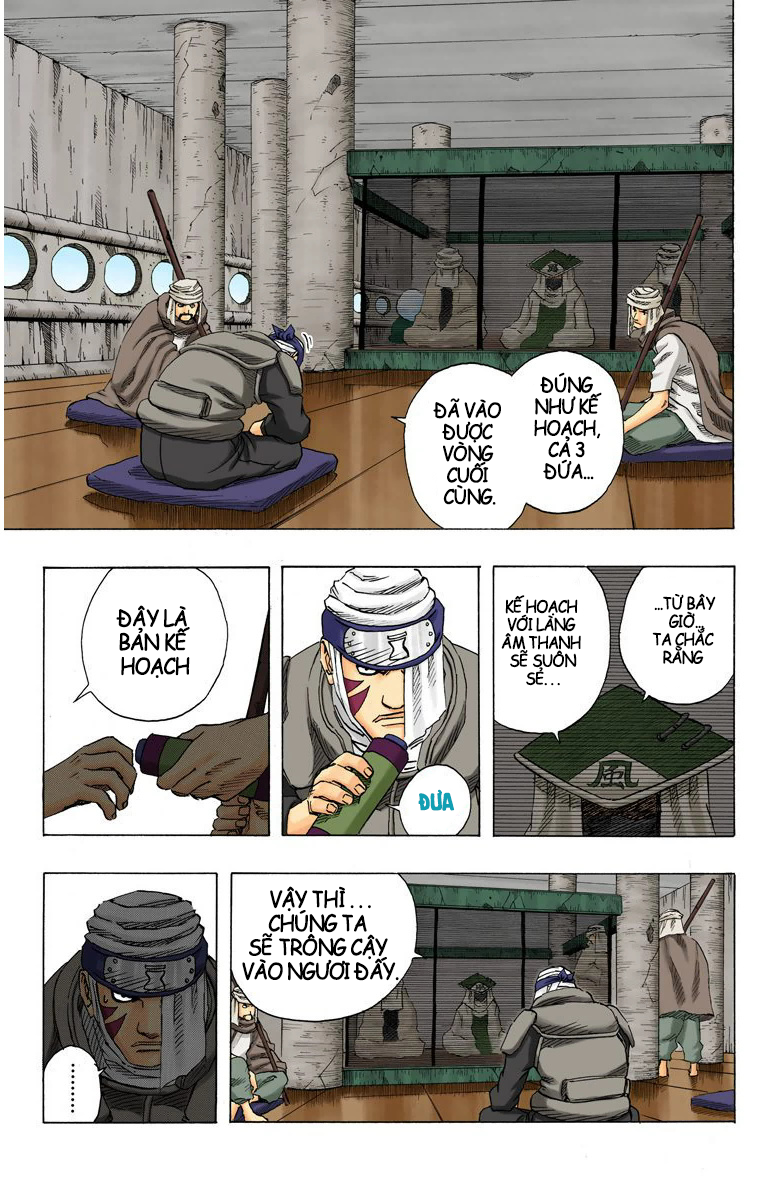 ĐÚNG
NHƯ KẾ
HOẠCH,
CẢ 3
ĐỨA...
ĐÃ VÀO
ĐƯỢC
VÒNG
CUỐI
CÙNG.
...TỪ BÂY
GIỜ...
TA CHẮC
RẰNG
KẾ HOẠCH
VỚI LÀNG
ÂM THANH
SẼ SUÔN
SẺ...
風
ĐƯA
ĐÂY LÀ
BẢN KẾ
HOẠCH
VẬY THÌ...
CHÚNG TA
SẼ TRÔNG CẬY
VÀO NGƯƠI ĐẤY.
.........